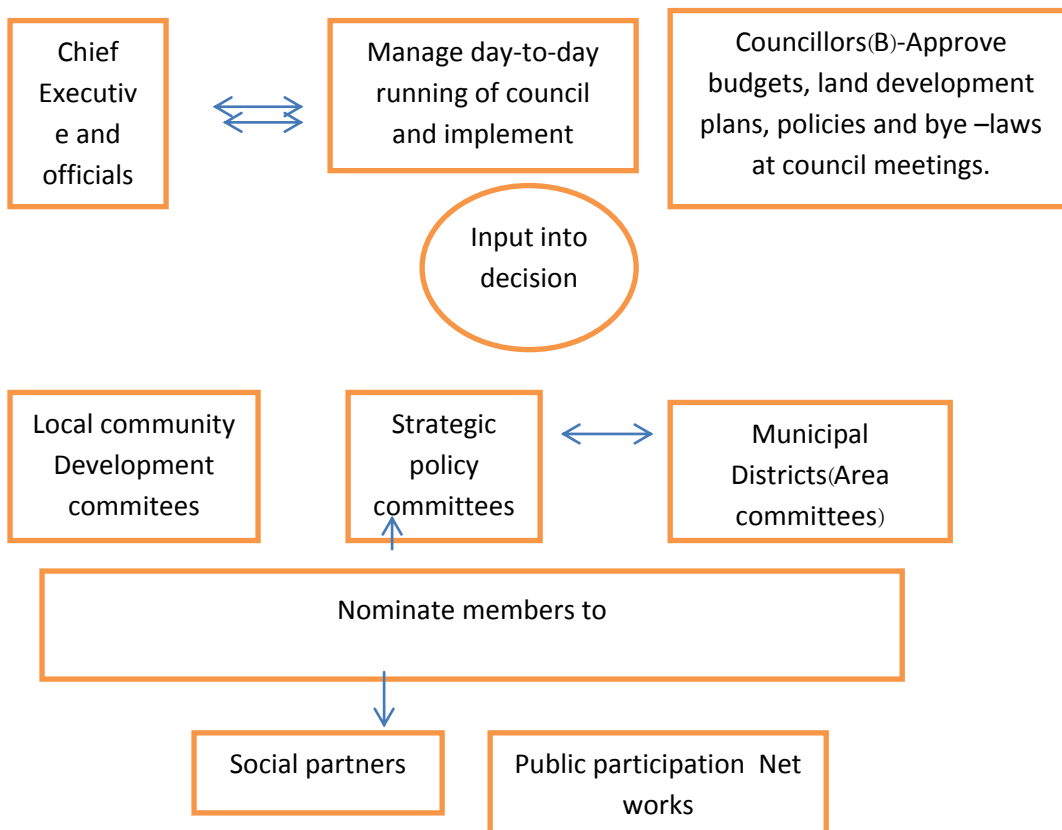 Chief
Executiv
e and
officials
Manage day-to-day
running of council
and implement
Councillors(B)-Approve
budgets, land development
plans, policies and bye –laws
at council meetings.
Input into
decision
Local community
Development
commitees
Strategic
policy
committees
Municipal
Districts(Area
committees)
Nominate members to
Social partners
Public participation Net
works